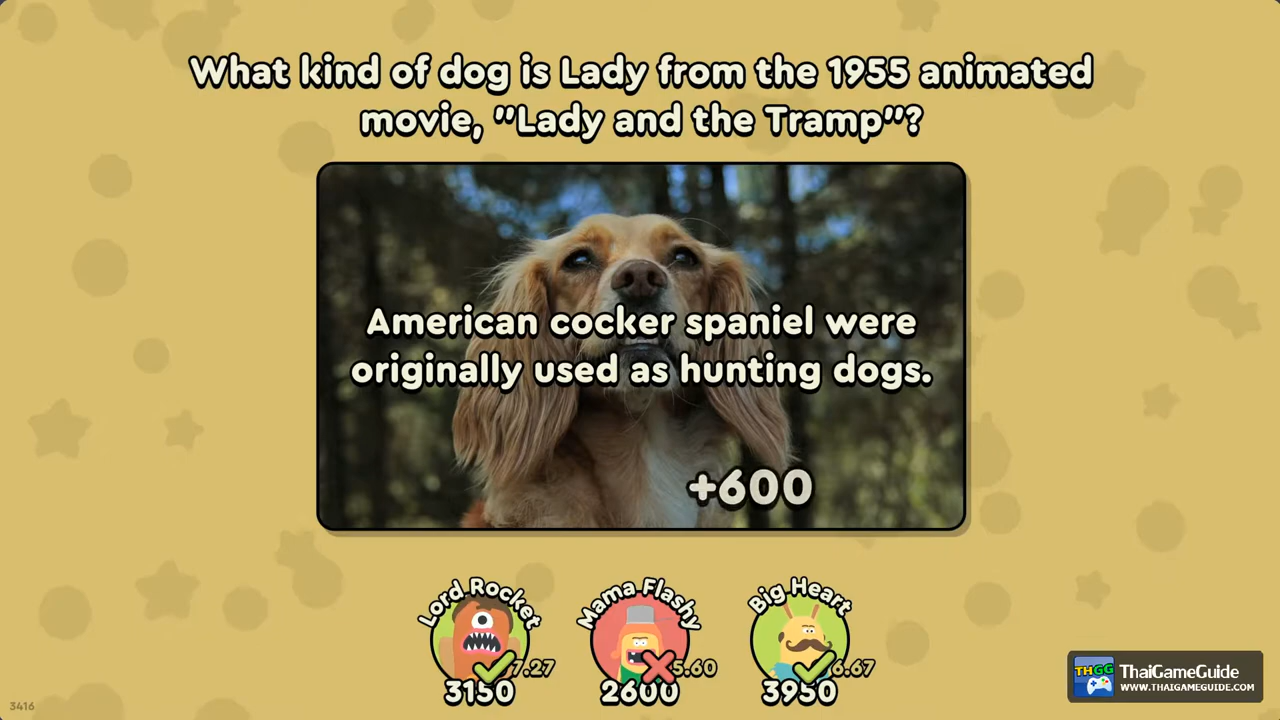 What kind of dog is Lady from the 1955 animated
movie, "Lady and the Tramp"?
American cocker spaniel were
originally used as hunting dogs.
+600
Lord Rocket
7.27
3150
Mama Flashy
5.60
2600
Big Heart
6.67
3950
THGG
ThaiGameGuide
WWW.THAIGAMEGUIDE.COM
3416